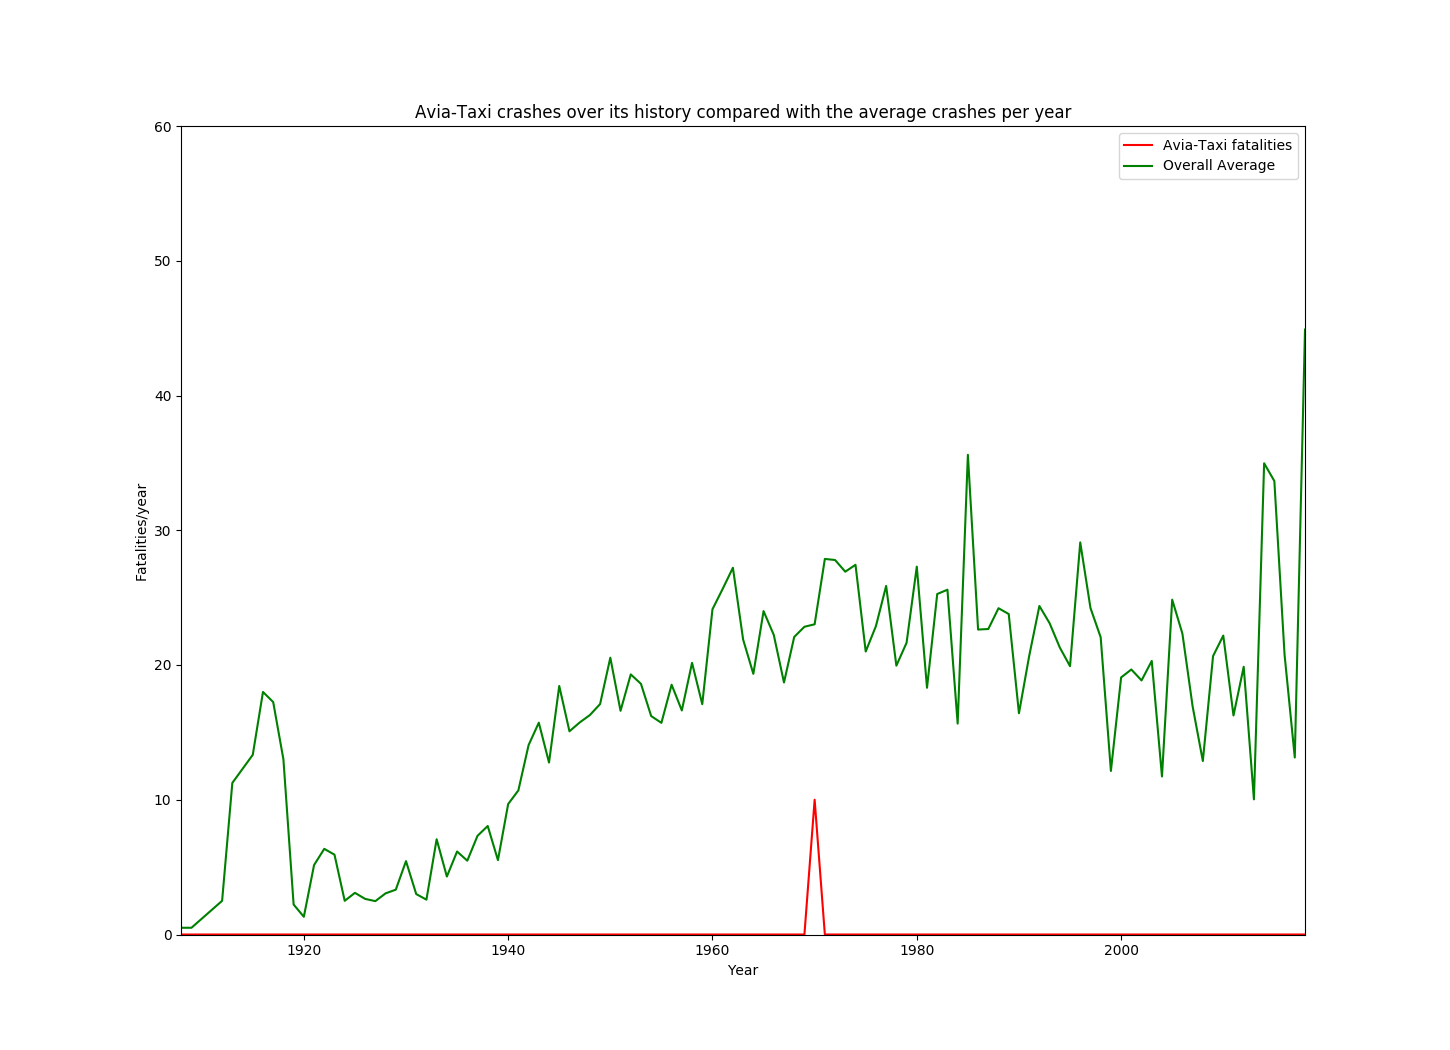 Avia-Taxi crashes over its history compared with the average crashes per year
60
50
40
30
20
10
0
Fatalities/year
Avia-Taxi fatalities
Overall Average
1920
1940
1960
1980
2000
Year